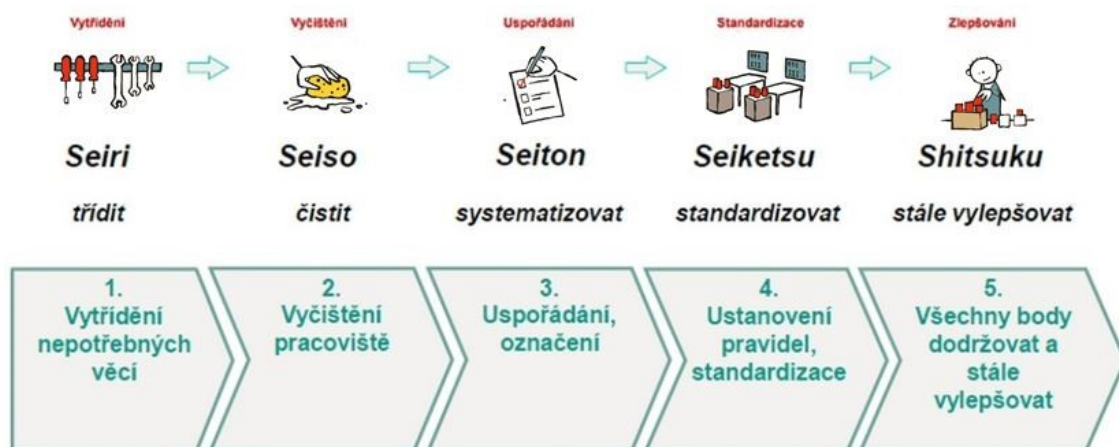 Vytřídění
Vyčištění
Uspořádání
Standardizace
Zlepšování
Seiri
Seiso
Seiton
Seiketsu
Shitsuku
třídit
čistit
systematizovat
standardizovat
stále vylepšovat
1.
Vytřídění
nepotřebných
věcí
2.
Vyčištění
pracoviště
3.
Uspořádání,
označení
4.
Ustanovení
pravidel,
standardizace
5.
Všechny body
dodržovat a
stále
vylepšovat